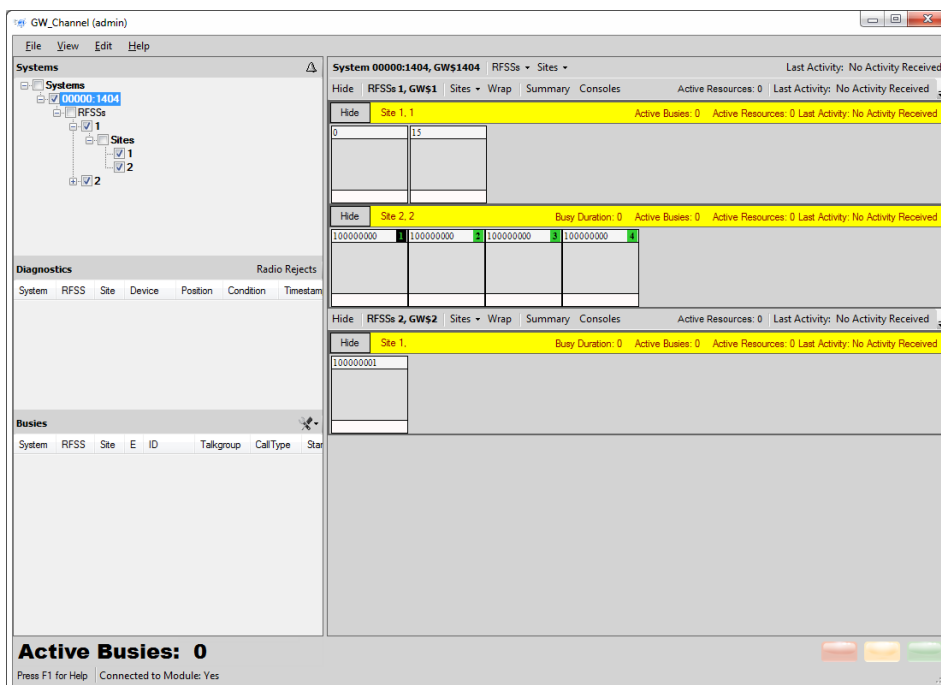 GW_Channel (admin)
File View Edit Help
Systems
Systems
00000:1404
RFSSs
1
Sites
1
2
2
Diagnostics Radio Rejects
System RFSS Site Device Position Condition Timestam
Busies
System RFSS Site E ID Talkgroup CallType Star
System 00000:1404, GW$1404 RFSSs Sites Last Activity: No Activity Received
Hide RFSSs 1, GW$1 Sites Wrap Summary Consoles Active Resources: 0 Last Activity: No Activity Received
Hide Site 1, 1 Active Busies: 0 Active Resources: 0 Last Activity: No Activity Received
0 15
Hide Site 2, 2 Busy Duration: 0 Active Busies: 0 Active Resources: 0 Last Activity: No Activity Received
100000000 1 100000000 2 100000000 3 100000000 4
Hide RFSSs 2, GW$2 Sites Wrap Summary Consoles Active Resources: 0 Last Activity: No Activity Received
Hide Site 1, Busy Duration: 0 Active Busies: 0 Active Resources: 0 Last Activity: No Activity Received
100000001
Active Busies: 0
Press F1 for Help Connected to Module: Yes